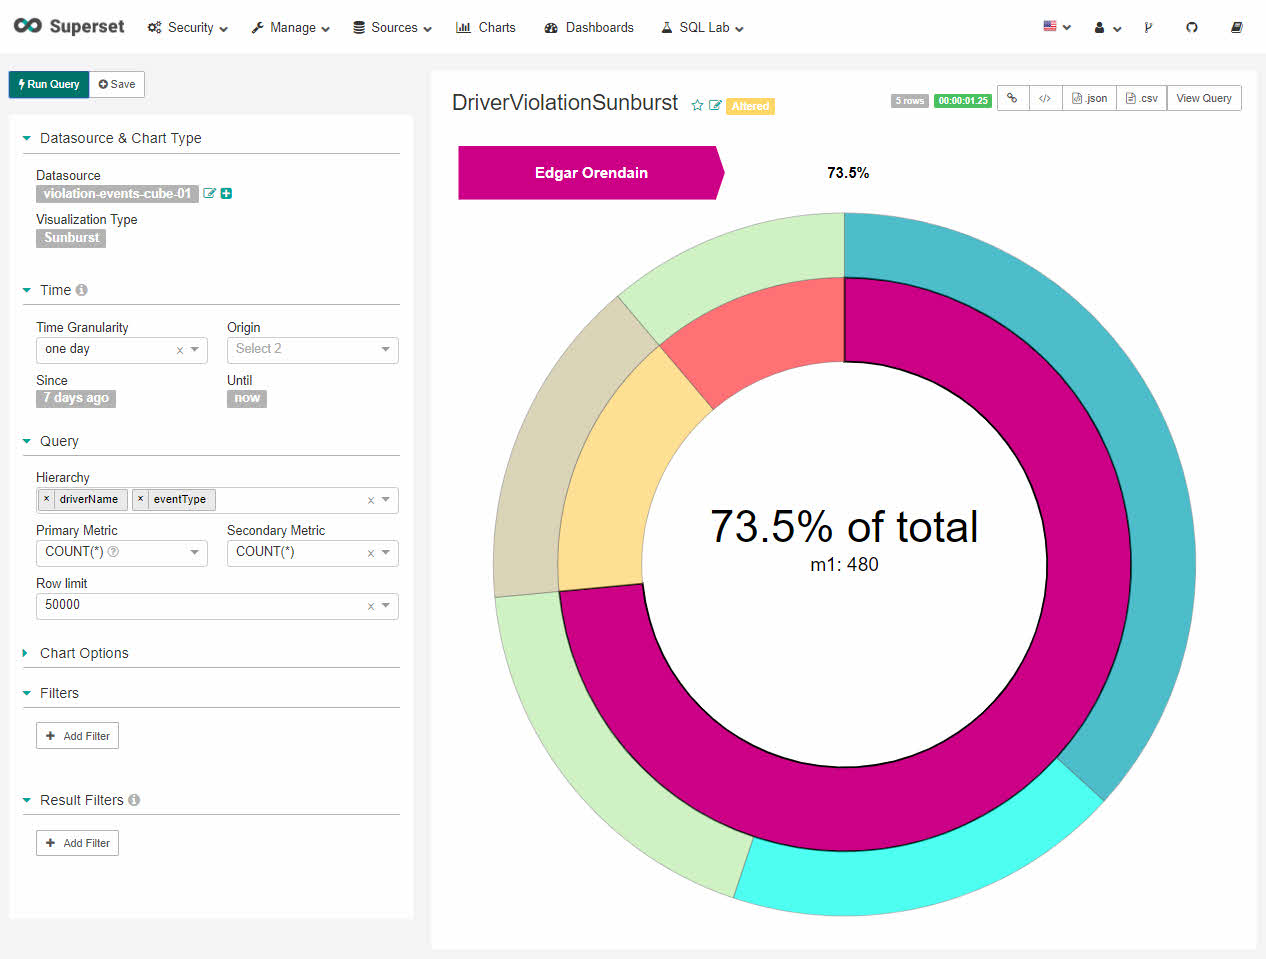 Superset Security Manage Sources Charts Dashboards SQL Lab
Run Query Save
Datasource & Chart Type
Datasource
violation-events-cube-01
Visualization Type
Sunburst
Time
Time Granularity Origin
one day x Select 2
Since Until
7 days ago now
Query
Hierarchy
× driverName × eventType x
Primary Metric Secondary Metric
COUNT(*) COUNT(*) x
Row limit
50000 x
Chart Options
Filters
+ Add Filter
Result Filters
+ Add Filter
DriverViolationSunburst Altered 5 rows 00:00:01.25 </> .json .csv View Query
Edgar Orendain 73.5%
73.5% of total
m1: 480